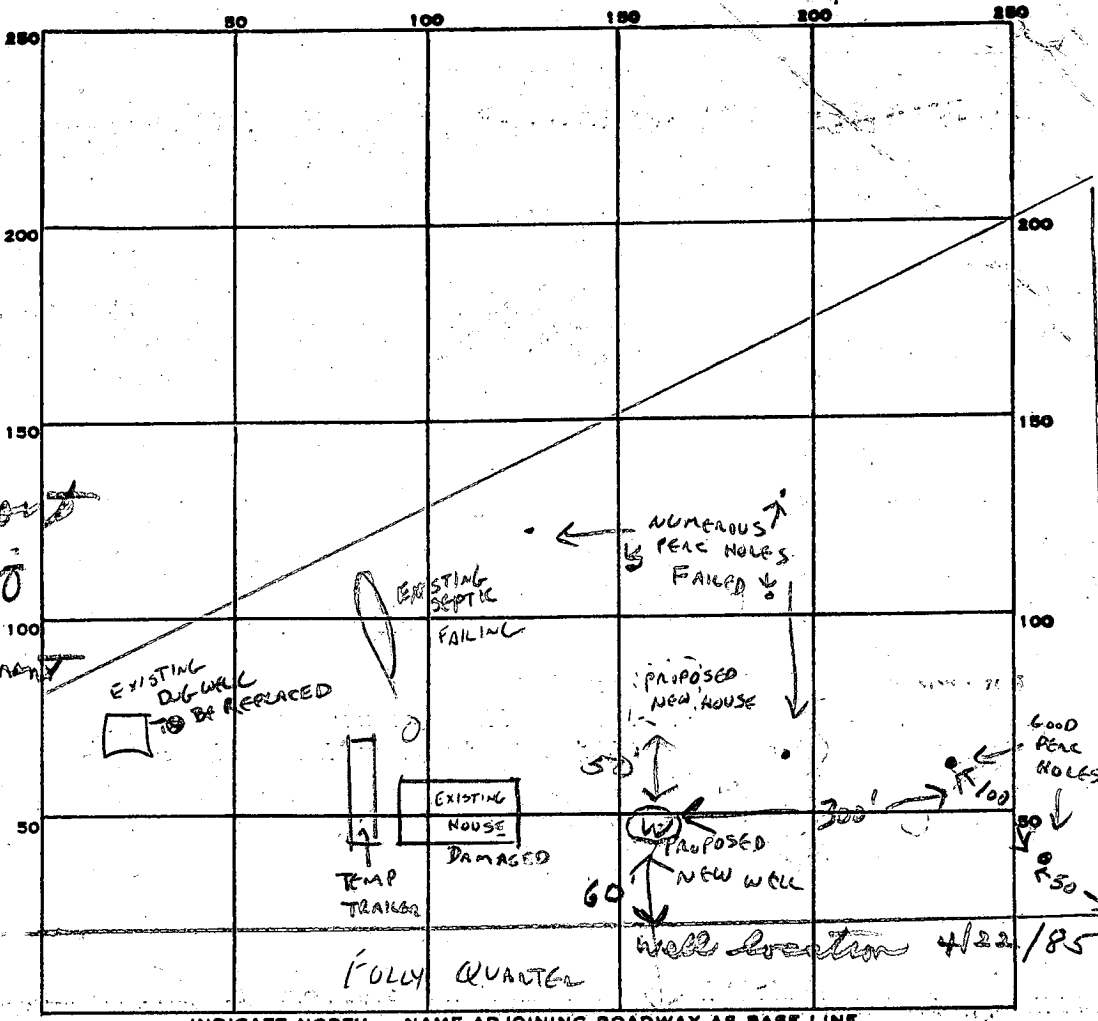 50 100 150 200 250
250
200 200
150 150
NUMEROUS
PERC HOLES
FAILED
EXISTING
SEPTIC
FAILING
100 100
EXISTING
DUG WELL
BE REPLACED
PROPOSED
NEW HOUSE
GOOD
PERC
HOLES
50'
100
300'
EXISTING
HOUSE
DAMAGED
50 50
W
PROPOSED
NEW WELL
60'
50
TEMP
TRAILER
Well location 4/22/85
FOLLY QUARTER
INDICATE NORTH NAME ADJOINING ROADWAY AS BASE LINE